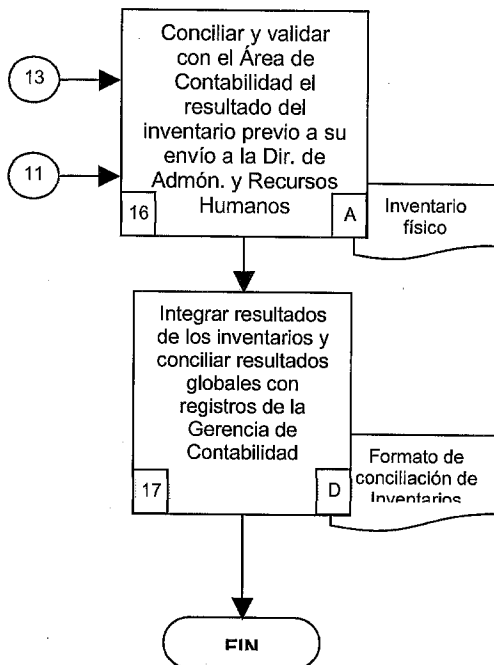 13
11
Conciliar y validar
con el Área de
Contabilidad el
resultado del
inventario previo a su
envío a la Dir. de
Admón. y Recursos
Humanos
16
A
Inventario
físico
Integrar resultados
de los inventarios y
conciliar resultados
globales con
registros de la
Gerencia de
Contabilidad
17
D
Formato de
conciliación de
Inventarios
FIN